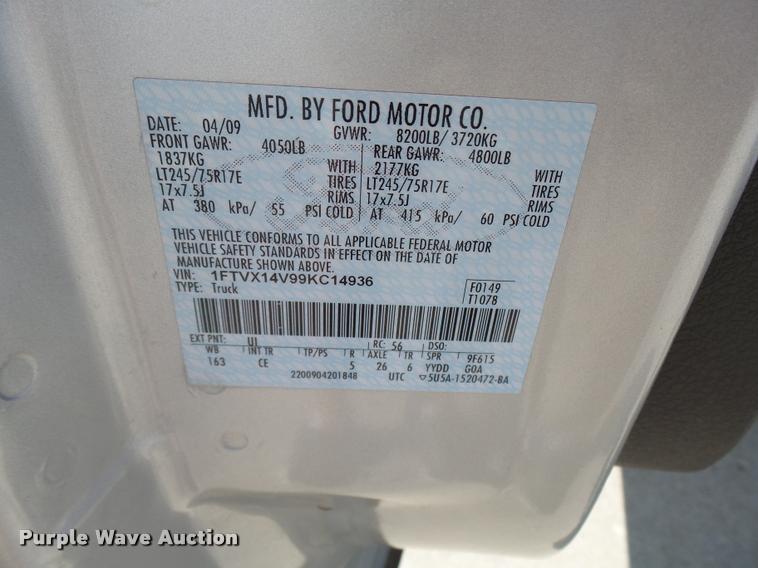 MFD. BY FORD MOTOR CO.
DATE: 04/09 GVWR: 8200LB/ 3720KG
FRONT GAWR: 4050LB REAR GAWR: 4800LB
1837KG WITH 2177KG WITH
LT245/75R17E TIRES LT245/75R17E TIRES
17x7.5J RIMS 17x7.5J RIMS
AT 380 kPa/ 55 PSI COLD AT 415 kPa/ 60 PSI COLD
THIS VEHICLE CONFORMS TO ALL APPLICABLE FEDERAL MOTOR
VEHICLE SAFETY STANDARDS IN EFFECT ON THE DATE OF
MANUFACTURE SHOWN ABOVE.
VIN: 1FTVX14V99KC14936 F0149
TYPE: Truck T1078
EXT PNT: UI RC: 56 DSO:
WB INT TR TP/PS R AXLE TR SPR 9F615
163 CE 5 26 6 YYDD GOA
2200904201848 UTC ▽5U5A-1520472-BA
Purple Wave Auction